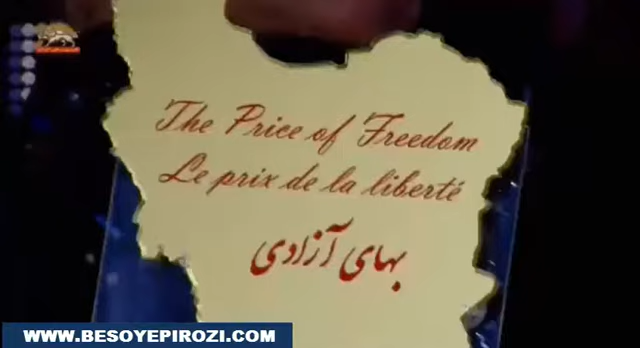 The Price of Freedom
Le prix de la liberté
بهای آزادی
WWW.BESOYEPIROZI.COM